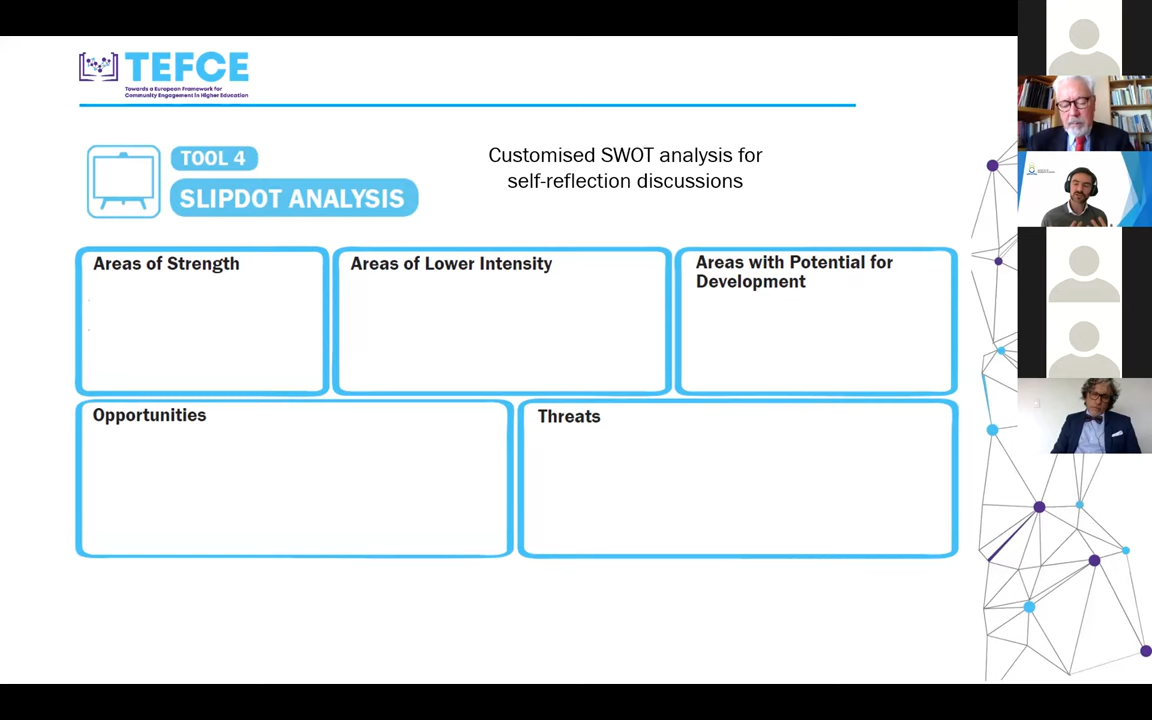 TEFCE
Towards a European Framework for
Community Engagement in Higher Education
TOOL 4
SLIPDOT ANALYSIS
Customised SWOT analysis for
self-reflection discussions
Areas of Strength
Areas of Lower Intensity
Areas with Potential for
Development
Opportunities
Threats